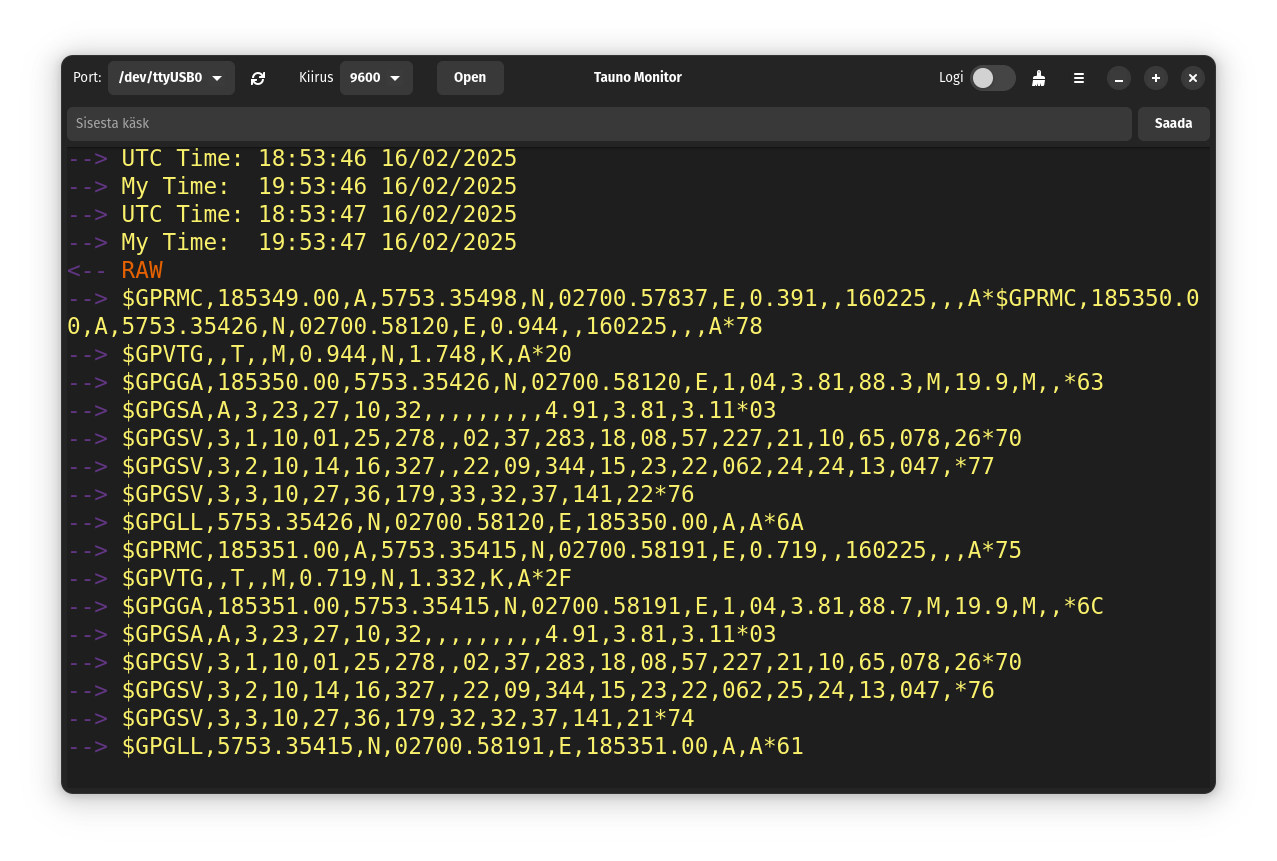 Port: /dev/ttyUSB0 Kiirus 9600 Open Tauno Monitor Logi
Sisesta käsk Saada
--> UTC Time: 18:53:46 16/02/2025
--> My Time:  19:53:46 16/02/2025
--> UTC Time: 18:53:47 16/02/2025
--> My Time:  19:53:47 16/02/2025
<-- RAW
--> $GPRMC,185349.00,A,5753.35498,N,02700.57837,E,0.391,,160225,,,A*$GPRMC,185350.0
0,A,5753.35426,N,02700.58120,E,0.944,,160225,,,A*78
--> $GPVTG,,T,,M,0.944,N,1.748,K,A*20
--> $GPGGA,185350.00,5753.35426,N,02700.58120,E,1,04,3.81,88.3,M,19.9,M,,*63
--> $GPGSA,A,3,23,27,10,32,,,,,,,,,4.91,3.81,3.11*03
--> $GPGSV,3,1,10,01,25,278,,02,37,283,18,08,57,227,21,10,65,078,26*70
--> $GPGSV,3,2,10,14,16,327,,22,09,344,15,23,22,062,24,24,13,047,*77
--> $GPGSV,3,3,10,27,36,179,33,32,37,141,22*76
--> $GPGLL,5753.35426,N,02700.58120,E,185350.00,A,A*6A
--> $GPRMC,185351.00,A,5753.35415,N,02700.58191,E,0.719,,160225,,,A*75
--> $GPVTG,,T,,M,0.719,N,1.332,K,A*2F
--> $GPGGA,185351.00,5753.35415,N,02700.58191,E,1,04,3.81,88.7,M,19.9,M,,*6C
--> $GPGSA,A,3,23,27,10,32,,,,,,,,,4.91,3.81,3.11*03
--> $GPGSV,3,1,10,01,25,278,,02,37,283,18,08,57,227,21,10,65,078,26*70
--> $GPGSV,3,2,10,14,16,327,,22,09,344,15,23,22,062,25,24,13,047,*76
--> $GPGSV,3,3,10,27,36,179,32,32,37,141,21*74
--> $GPGLL,5753.35415,N,02700.58191,E,185351.00,A,A*61